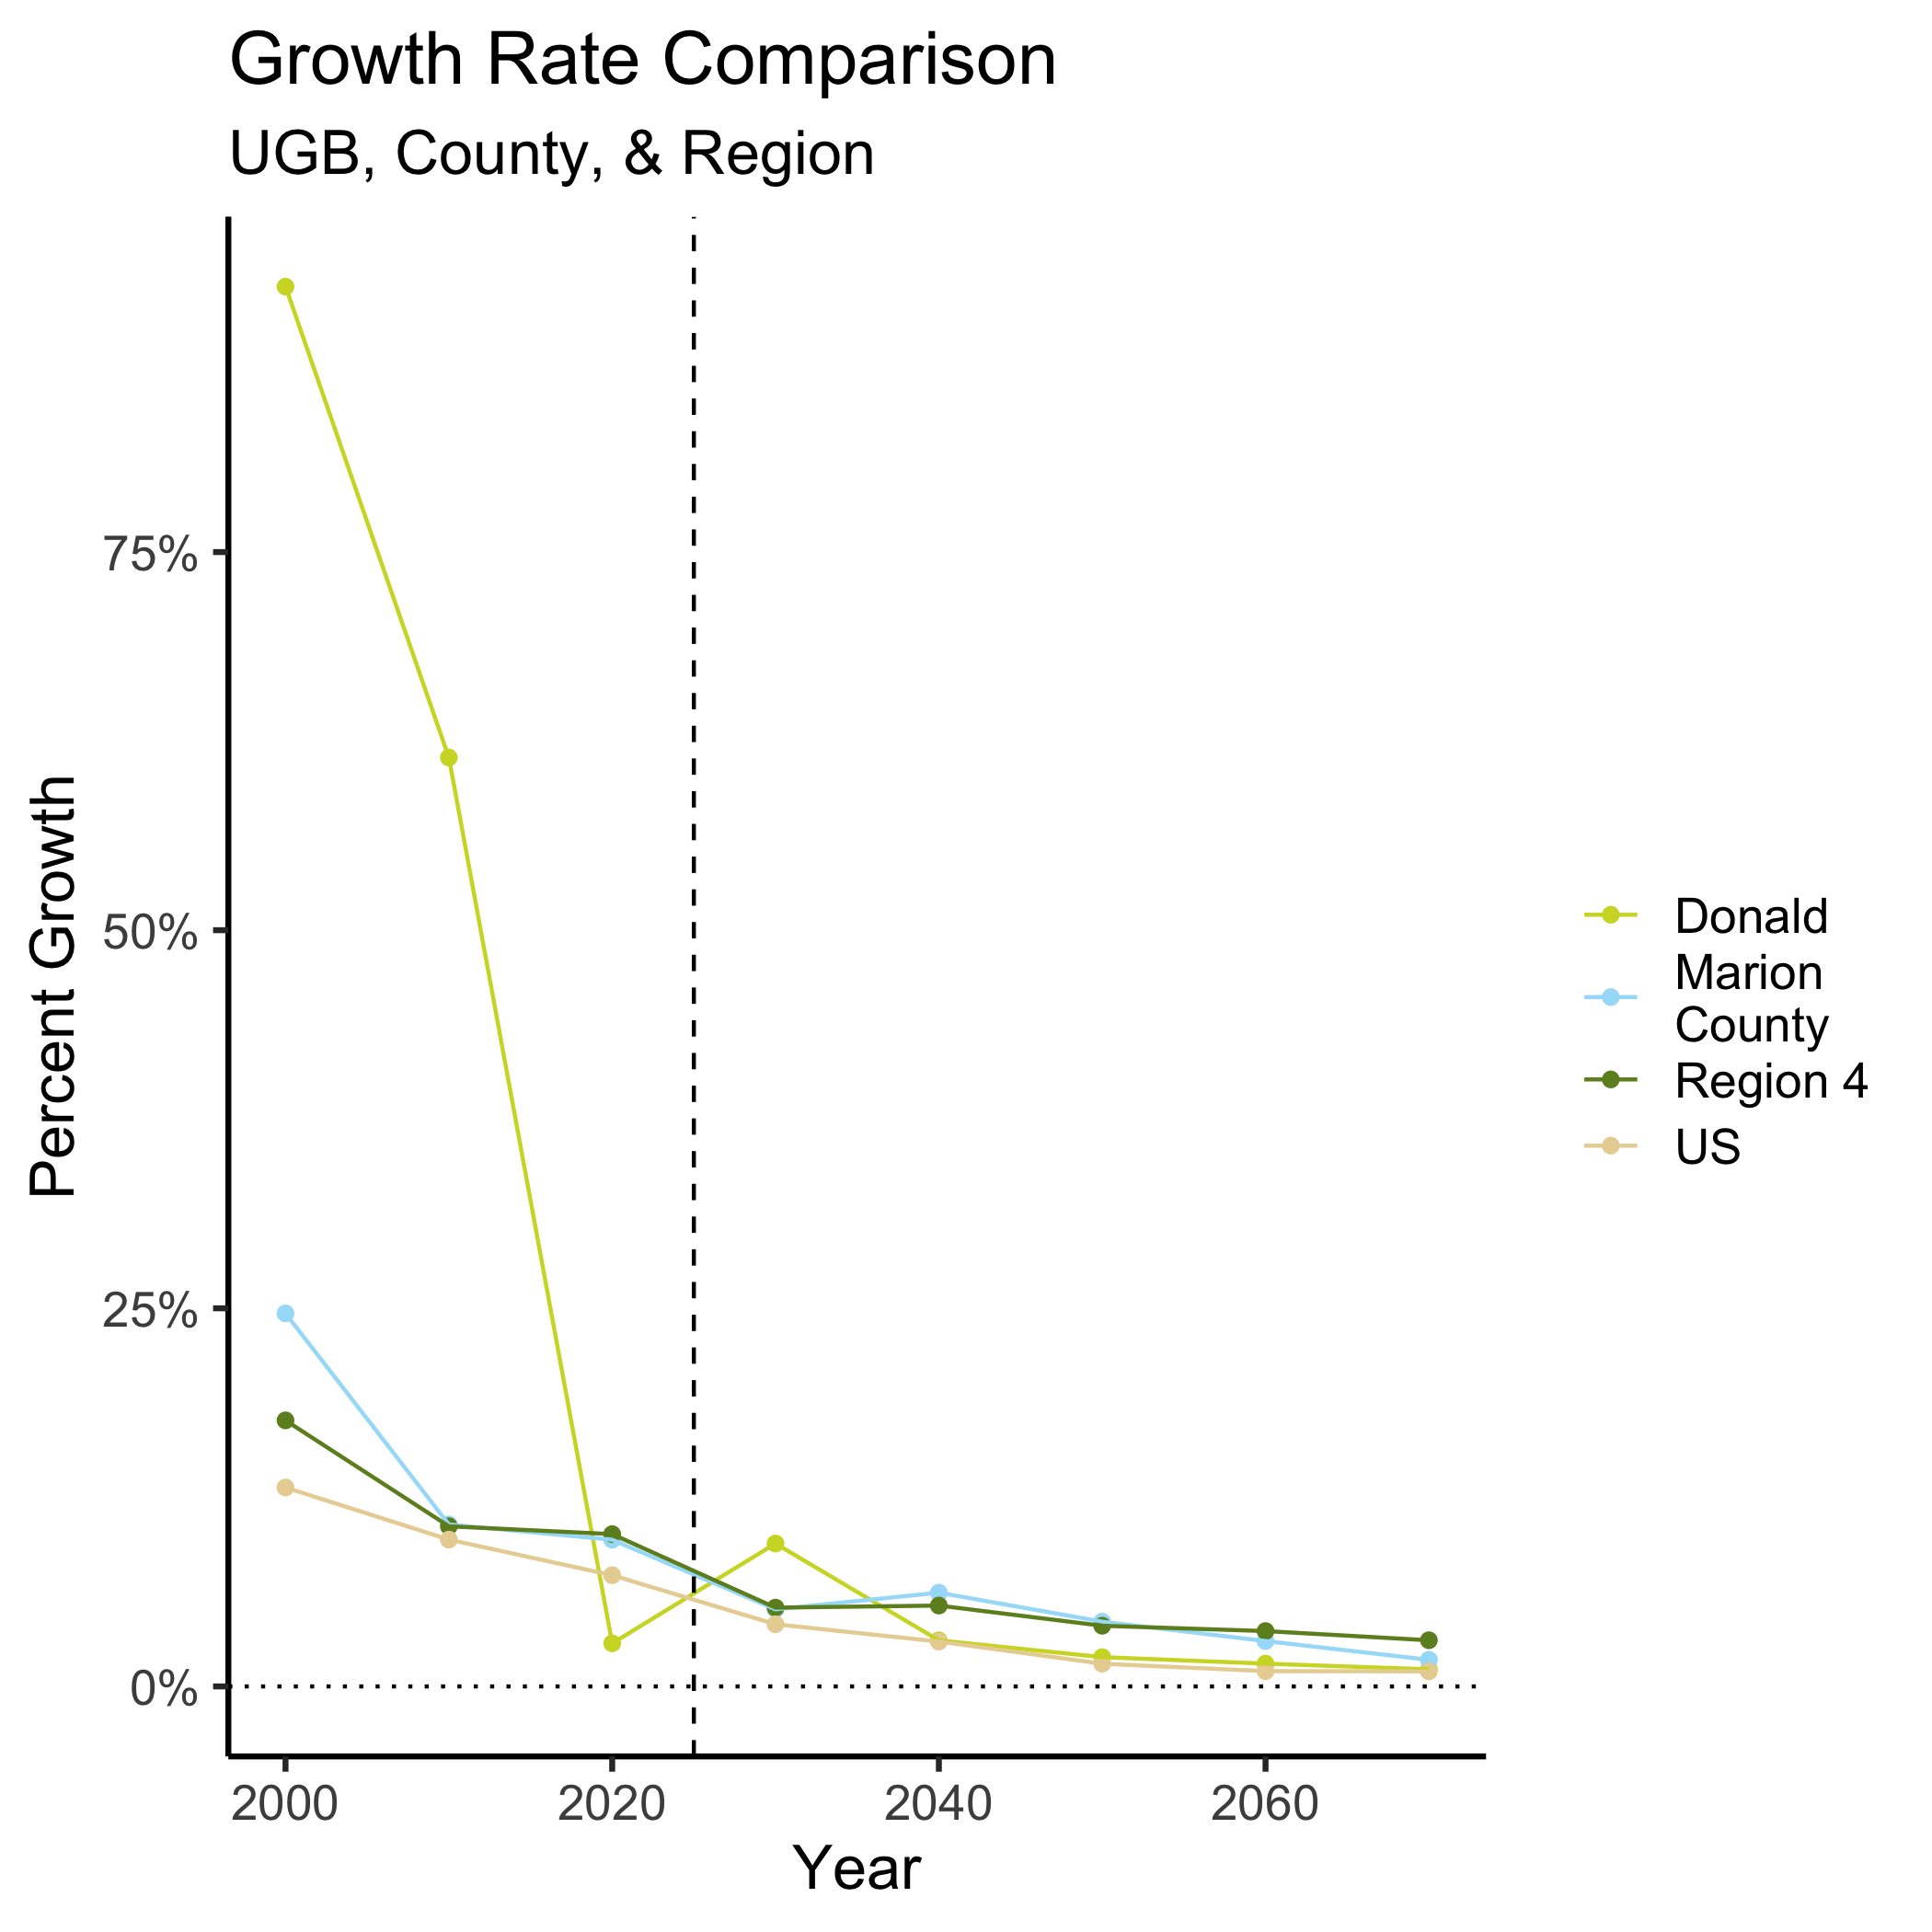 Growth Rate Comparison
UGB, County, & Region
Percent Growth
75%
50%
25%
0%
2000
2020
2040
2060
Year
Donald
Marion
County
Region 4
US